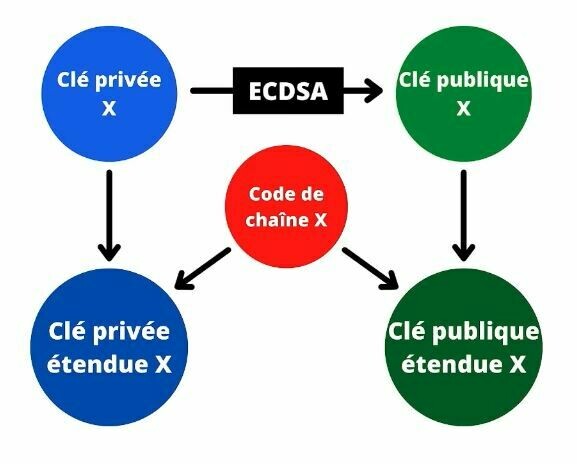 Clé privée
X
ECDSA
Clé publique
X
Code de
chaîne X
Clé privée
étendue X
Clé publique
étendue X